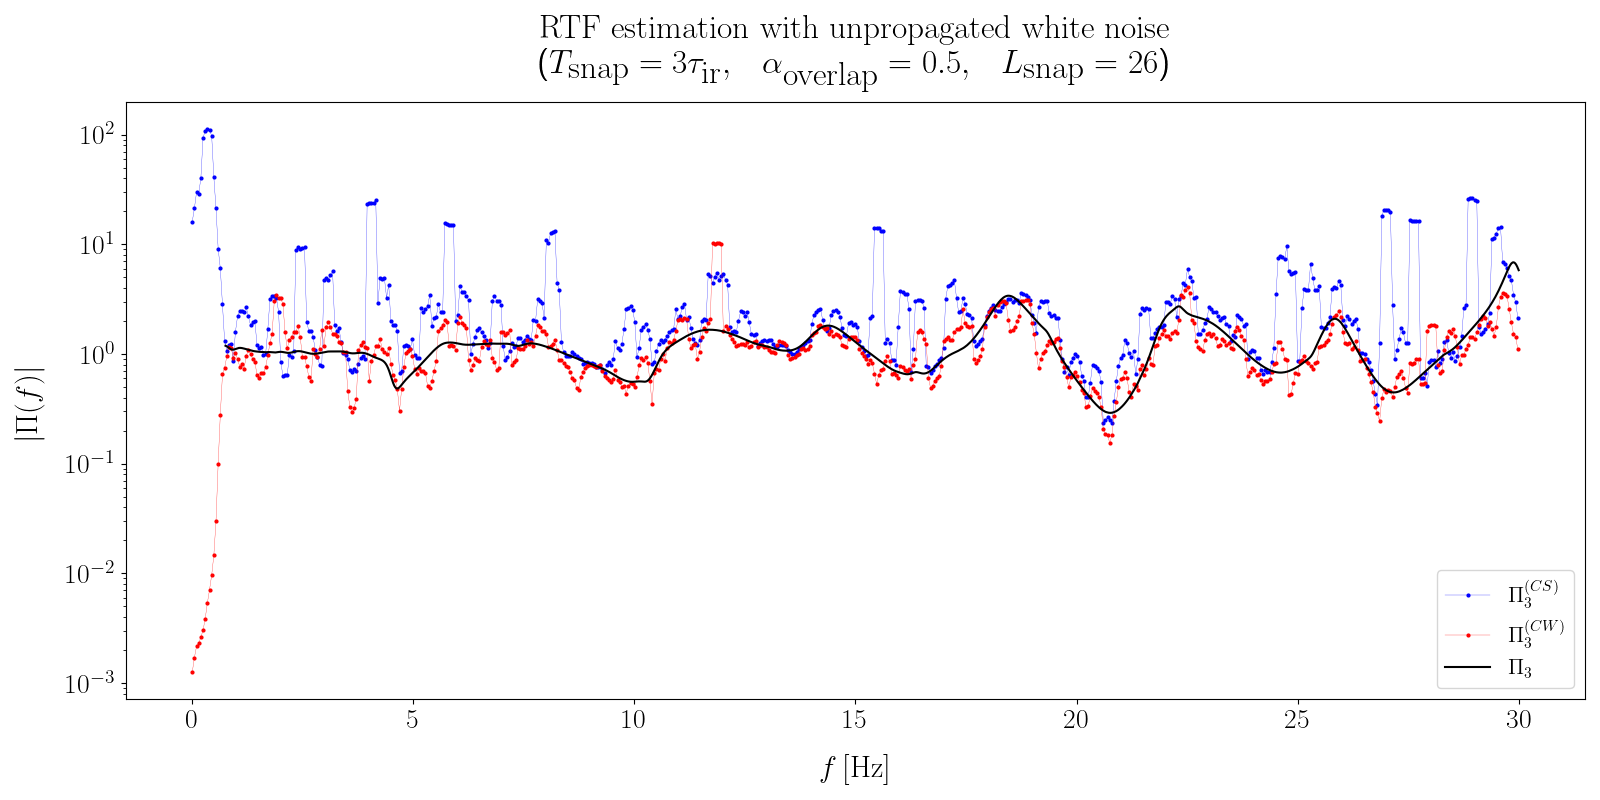 RTF estimation with unpropagated white noise
(T_snap = 3τ_ir, α_overlap = 0.5, L_snap = 26)
|Π(f)|
10^2
10^1
10^0
10^−1
10^−2
10^−3
0 5 10 15 20 25 30
f [Hz]
Π_3^(CS)
Π_3^(CW)
Π_3